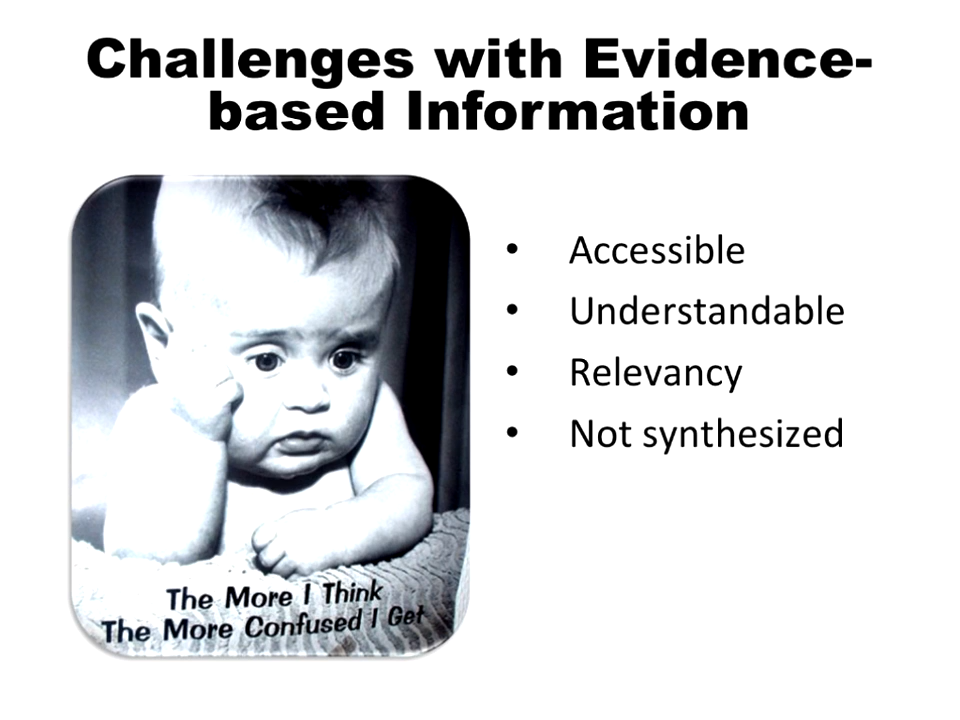 Challenges with Evidence-
based Information
• Accessible
• Understandable
• Relevancy
• Not synthesized
The More I Think
The More Confused I Get